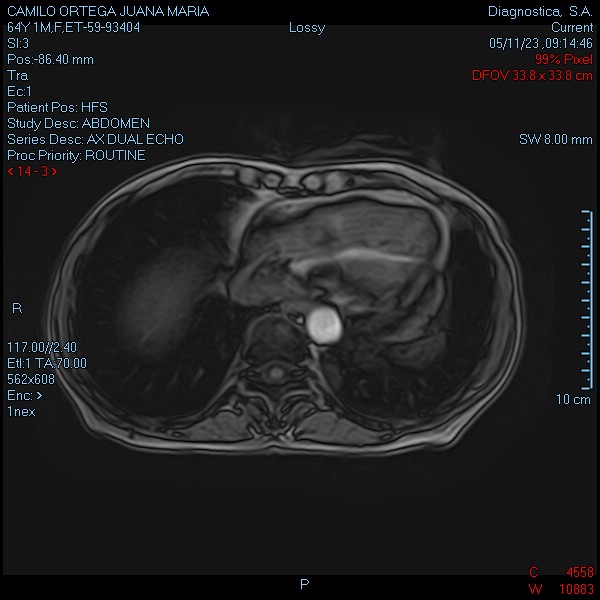 CAMILO ORTEGA JUANA MARIA
64Y 1M,F,ET-59-93404
Sl:3
Pos:-86.40 mm
Tra
Ec:1
Patient Pos: HFS
Study Desc: ABDOMEN
Series Desc: AX DUAL ECHO
Proc Priority: ROUTINE
< 14 - 3 >
Lossy
Diagnostica, S.A.
Current
05/11/23 ,09:14:46
99% Pixel
DFOV 33.8 x 33.8 cm
SW 8.00 mm
R
117.00//2.40
Etl:1 TA:70.00
562x608
Enc: >
1nex
10 cm
P
C 4558
W 10883